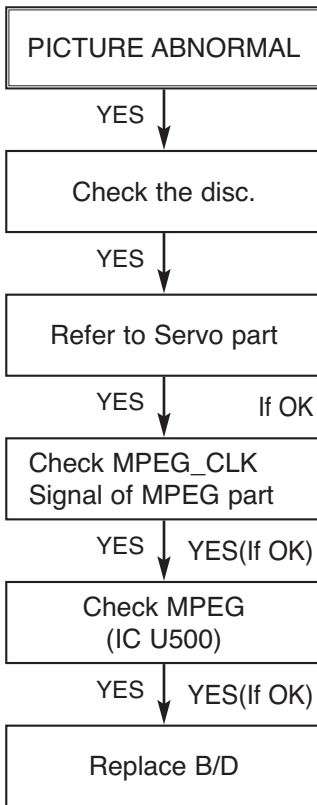 PICTURE ABNORMAL
YES
Check the disc.
YES
Refer to Servo part
YES
If OK
Check MPEG_CLK
Signal of MPEG part
YES
YES(If OK)
Check MPEG
(IC U500)
YES
YES(If OK)
Replace B/D